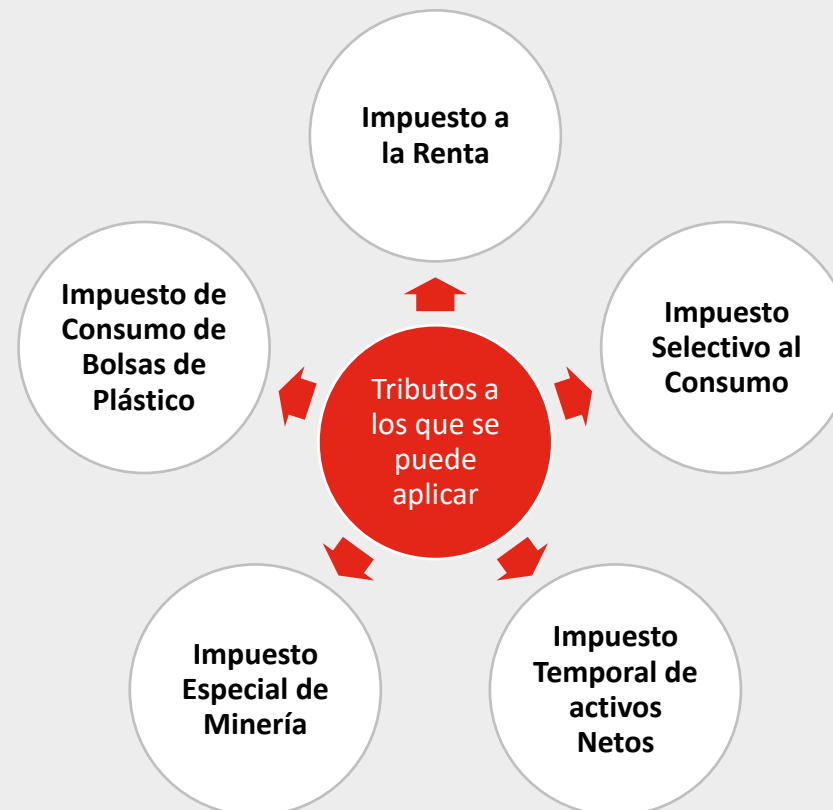 Impuesto a
la Renta
Impuesto de
Consumo de
Bolsas de
Plástico
Impuesto
Selectivo al
Consumo
Tributos a
los que se
puede
aplicar
Impuesto
Especial de
Minería
Impuesto
Temporal de
activos
Netos